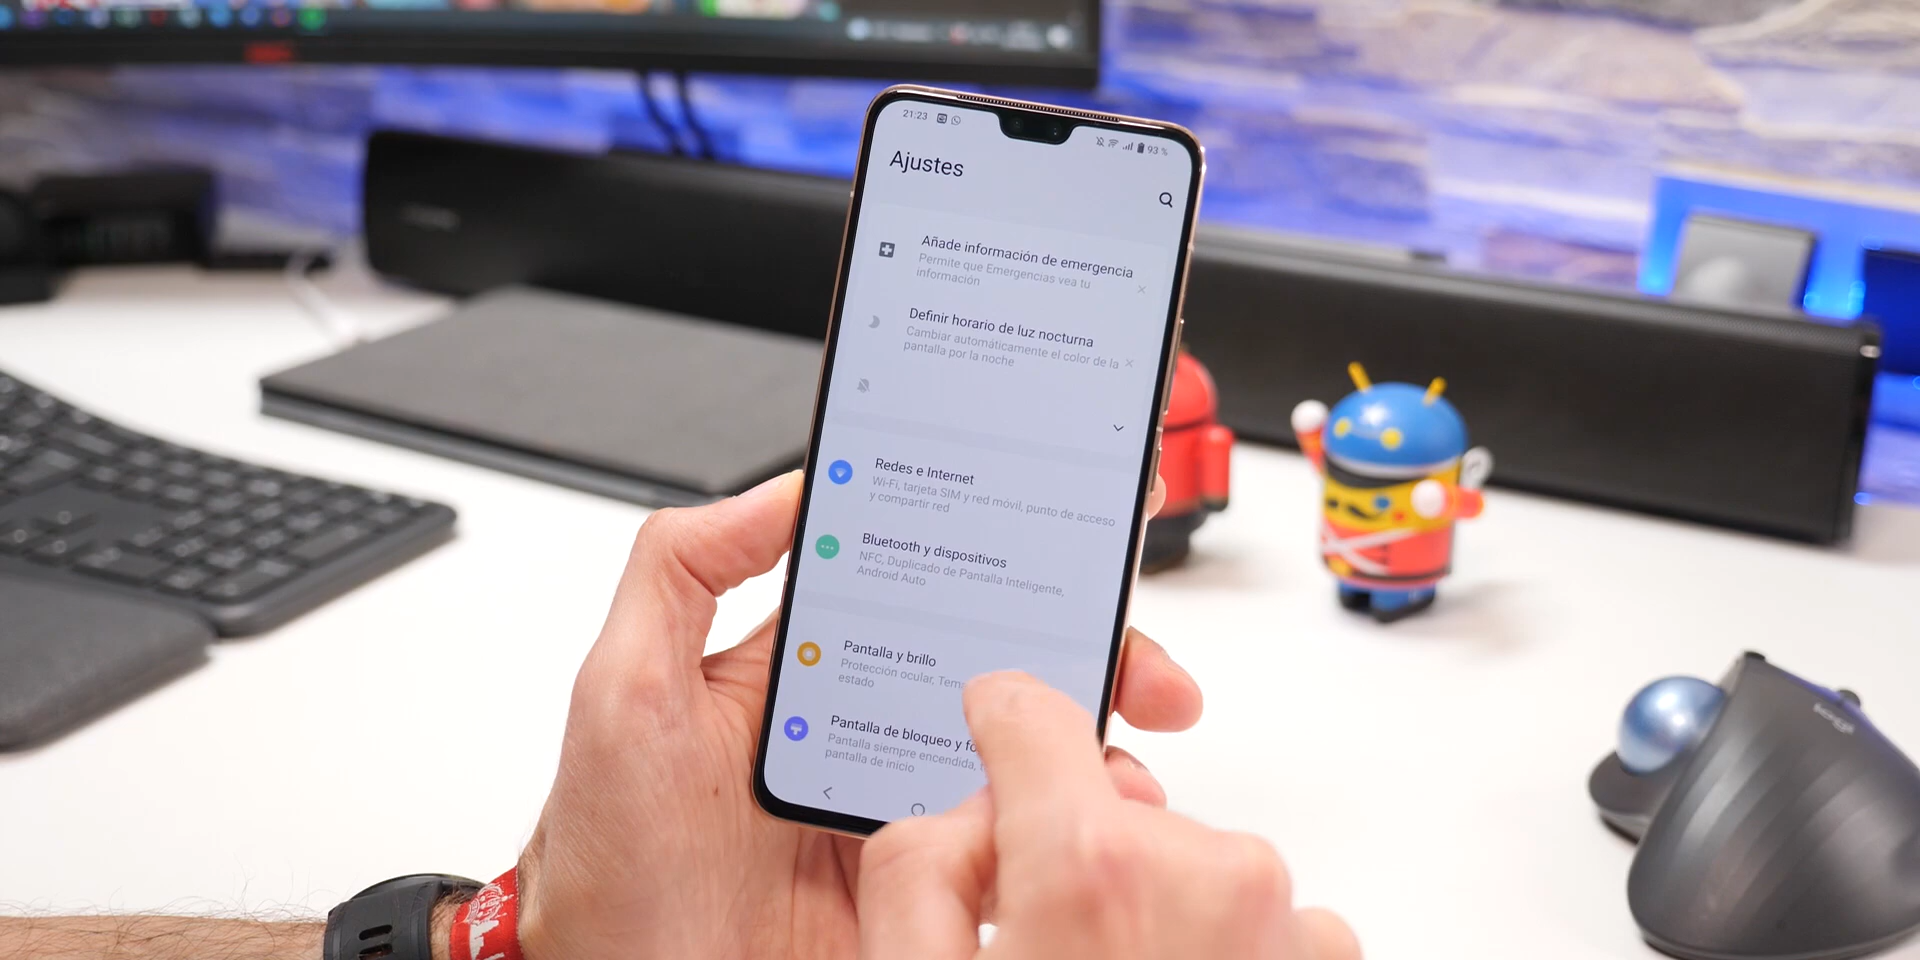 21:23
93 %
Ajustes
Añade información de emergencia
Permite que Emergencias vea tu
información
Definir horario de luz nocturna
Cambiar automáticamente el color de la
pantalla por la noche
Redes e Internet
Wi-Fi, tarjeta SIM y red móvil, punto de acceso
y compartir red
Bluetooth y dispositivos
NFC, Duplicado de Pantalla Inteligente,
Android Auto
Pantalla y brillo
Protección ocular, Tema
estado
Pantalla de bloqueo y fo
Pantalla siempre encendida,
pantalla de inicio